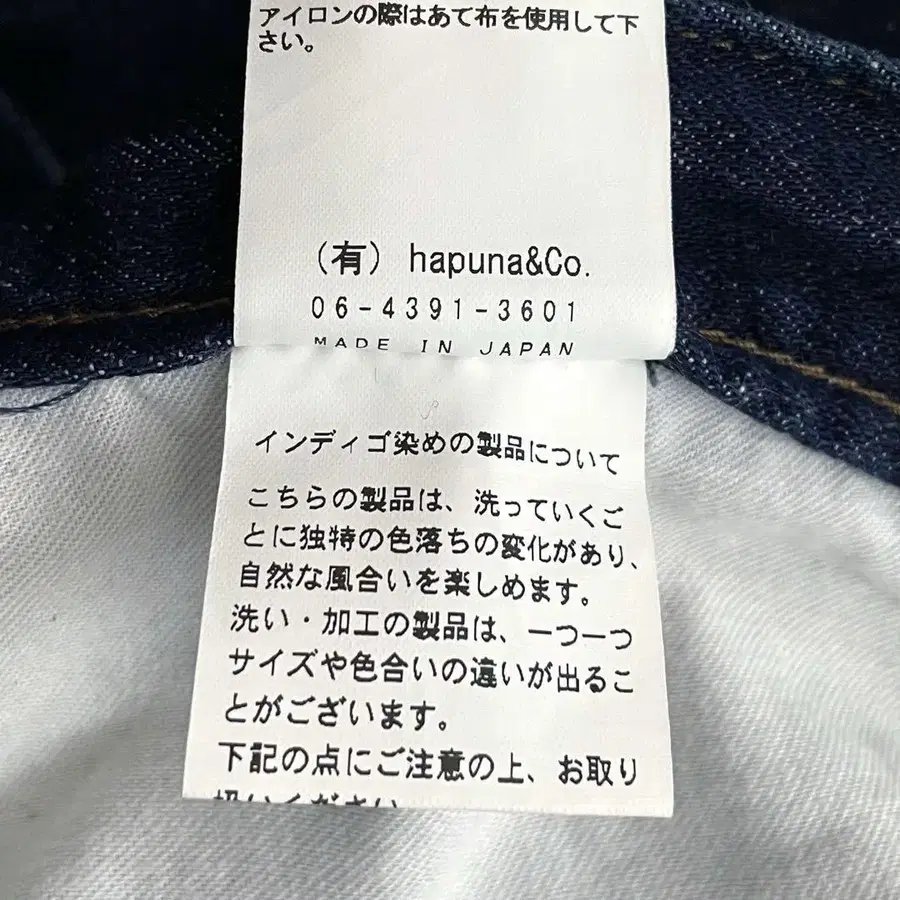 アイロンの際はあて布を使用して下
さい。
（有） hapuna&Co.
06-4391-3601
MADE IN JAPAN
インディゴ染めの製品について
こちらの製品は、洗っていくご
とに独特の色落ちの変化があり、
自然な風合いを楽しめます。
洗い・加工の製品は、一つ一つ
サイズや色合いの違いが出るこ
とがございます。
下記の点にご注意の上、お取り
扱いください。